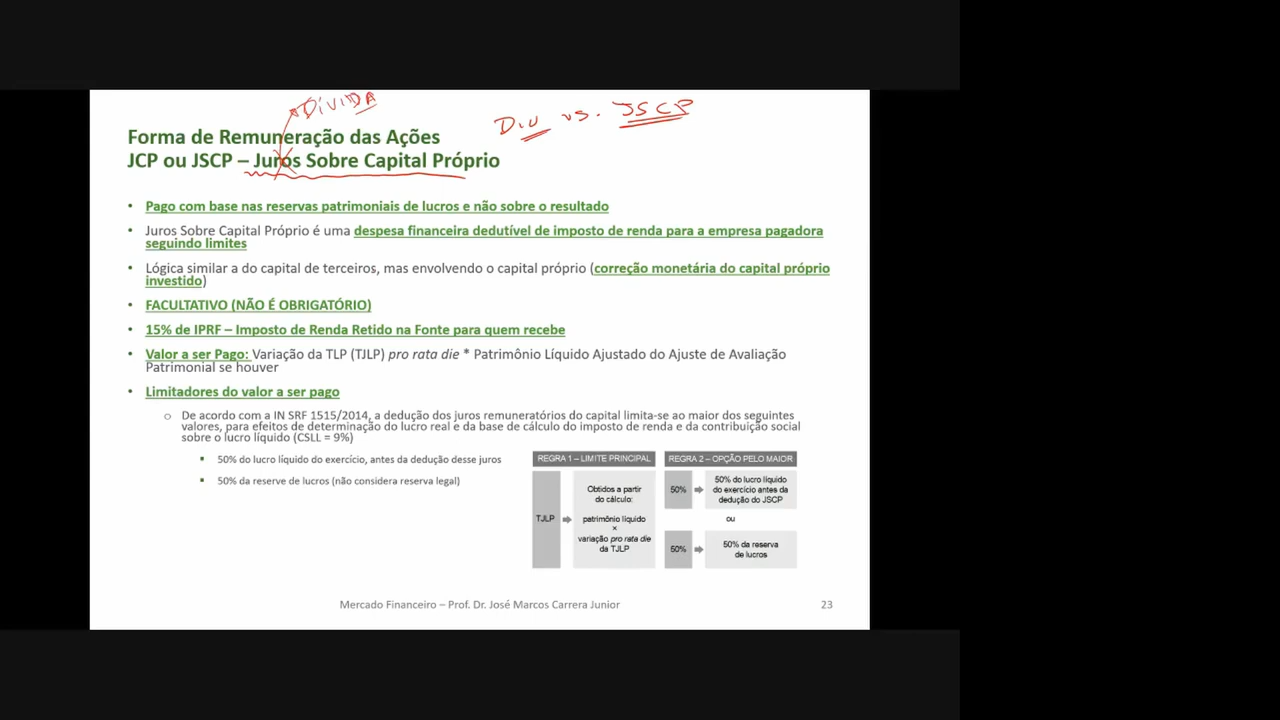 DíVIDA
DIV vs. JSCP
Forma de Remuneração das Ações
JCP ou JSCP – Juros Sobre Capital Próprio
• Pago com base nas reservas patrimoniais de lucros e não sobre o resultado
• Juros Sobre Capital Próprio é uma despesa financeira dedutível de imposto de renda para a empresa pagadora
seguindo limites
• Lógica similar a do capital de terceiros, mas envolvendo o capital próprio (correção monetária do capital próprio
investido)
• FACULTATIVO (NÃO É OBRIGATÓRIO)
• 15% de IPRF – Imposto de Renda Retido na Fonte para quem recebe
• Valor a ser Pago: Variação da TLP (TJLP) pro rata die * Patrimônio Líquido Ajustado do Ajuste de Avaliação
Patrimonial se houver
• Limitadores do valor a ser pago
o De acordo com a IN SRF 1515/2014, a dedução dos juros remuneratórios do capital limita-se ao maior dos seguintes
valores, para efeitos de determinação do lucro real e da base de cálculo do imposto de renda e da contribuição social
sobre o lucro líquido (CSLL = 9%)
▪ 50% do lucro líquido do exercício, antes da dedução desse juros
▪ 50% da reserve de lucros (não considera reserva legal)
REGRA 1 – LIMITE PRINCIPAL
TJLP
Obtidos a partir
do cálculo:
patrimônio líquido
×
variação pro rata die
da TJLP
REGRA 2 – OPÇÃO PELO MAIOR
50%
50% do lucro líquido
do exercício antes da
dedução do JSCP
ou
50%
50% da reserva
de lucros
Mercado Financeiro – Prof. Dr. José Marcos Carrera Junior
23